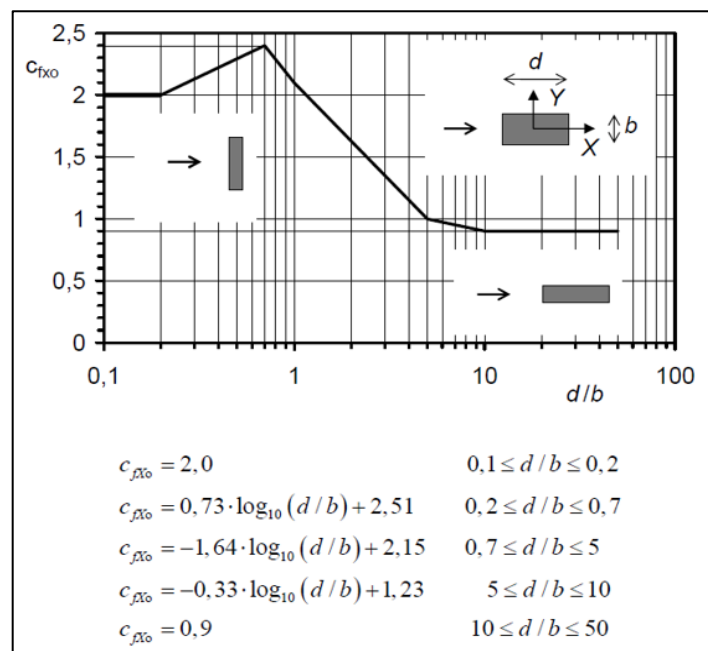 2,5
c_fxo
2
1,5
1
0,5
0
0,1
1
10
100
d/b
d
Y
X
b
c_fXo = 2,0 0,1 ≤ d / b ≤ 0,2
c_fXo = 0,73 · log₁₀ (d / b) + 2,51 0,2 ≤ d / b ≤ 0,7
c_fXo = −1,64 · log₁₀ (d / b) + 2,15 0,7 ≤ d / b ≤ 5
c_fXo = −0,33 · log₁₀ (d / b) + 1,23 5 ≤ d / b ≤ 10
c_fXo = 0,9 10 ≤ d / b ≤ 50